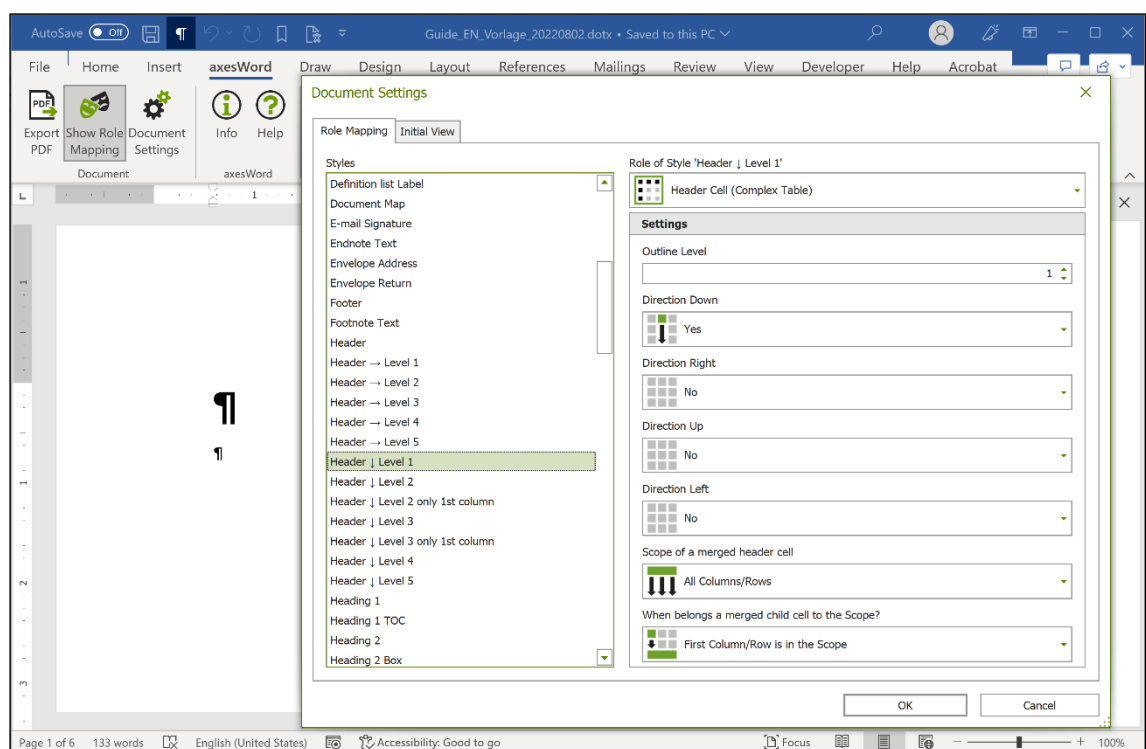 AutoSave Off
Guide_EN_Vorlage_20220802.dotx • Saved to this PC
File Home Insert axesWord Draw Design Layout References Mailings Review View Developer Help Acrobat
PDF
Export PDF
Show Role Mapping
Document Settings
Info
Help
Document
axesWord
Document Settings
Role Mapping
Initial View
Styles
Definition list Label
Document Map
E-mail Signature
Endnote Text
Envelope Address
Envelope Return
Footer
Footnote Text
Header
Header → Level 1
Header → Level 2
Header → Level 3
Header → Level 4
Header → Level 5
Header ↓ Level 1
Header ↓ Level 2
Header ↓ Level 2 only 1st column
Header ↓ Level 3
Header ↓ Level 3 only 1st column
Header ↓ Level 4
Header ↓ Level 5
Heading 1
Heading 1 TOC
Heading 2
Heading 2 Box
Role of Style 'Header ↓ Level 1'
Header Cell (Complex Table)
Settings
Outline Level
1
Direction Down
Yes
Direction Right
No
Direction Up
No
Direction Left
No
Scope of a merged header cell
All Columns/Rows
When belongs a merged child cell to the Scope?
First Column/Row is in the Scope
OK
Cancel
1
1
1
2
3
¶
¶
Page 1 of 6 133 words English (United States) Accessibility: Good to go Focus 100%